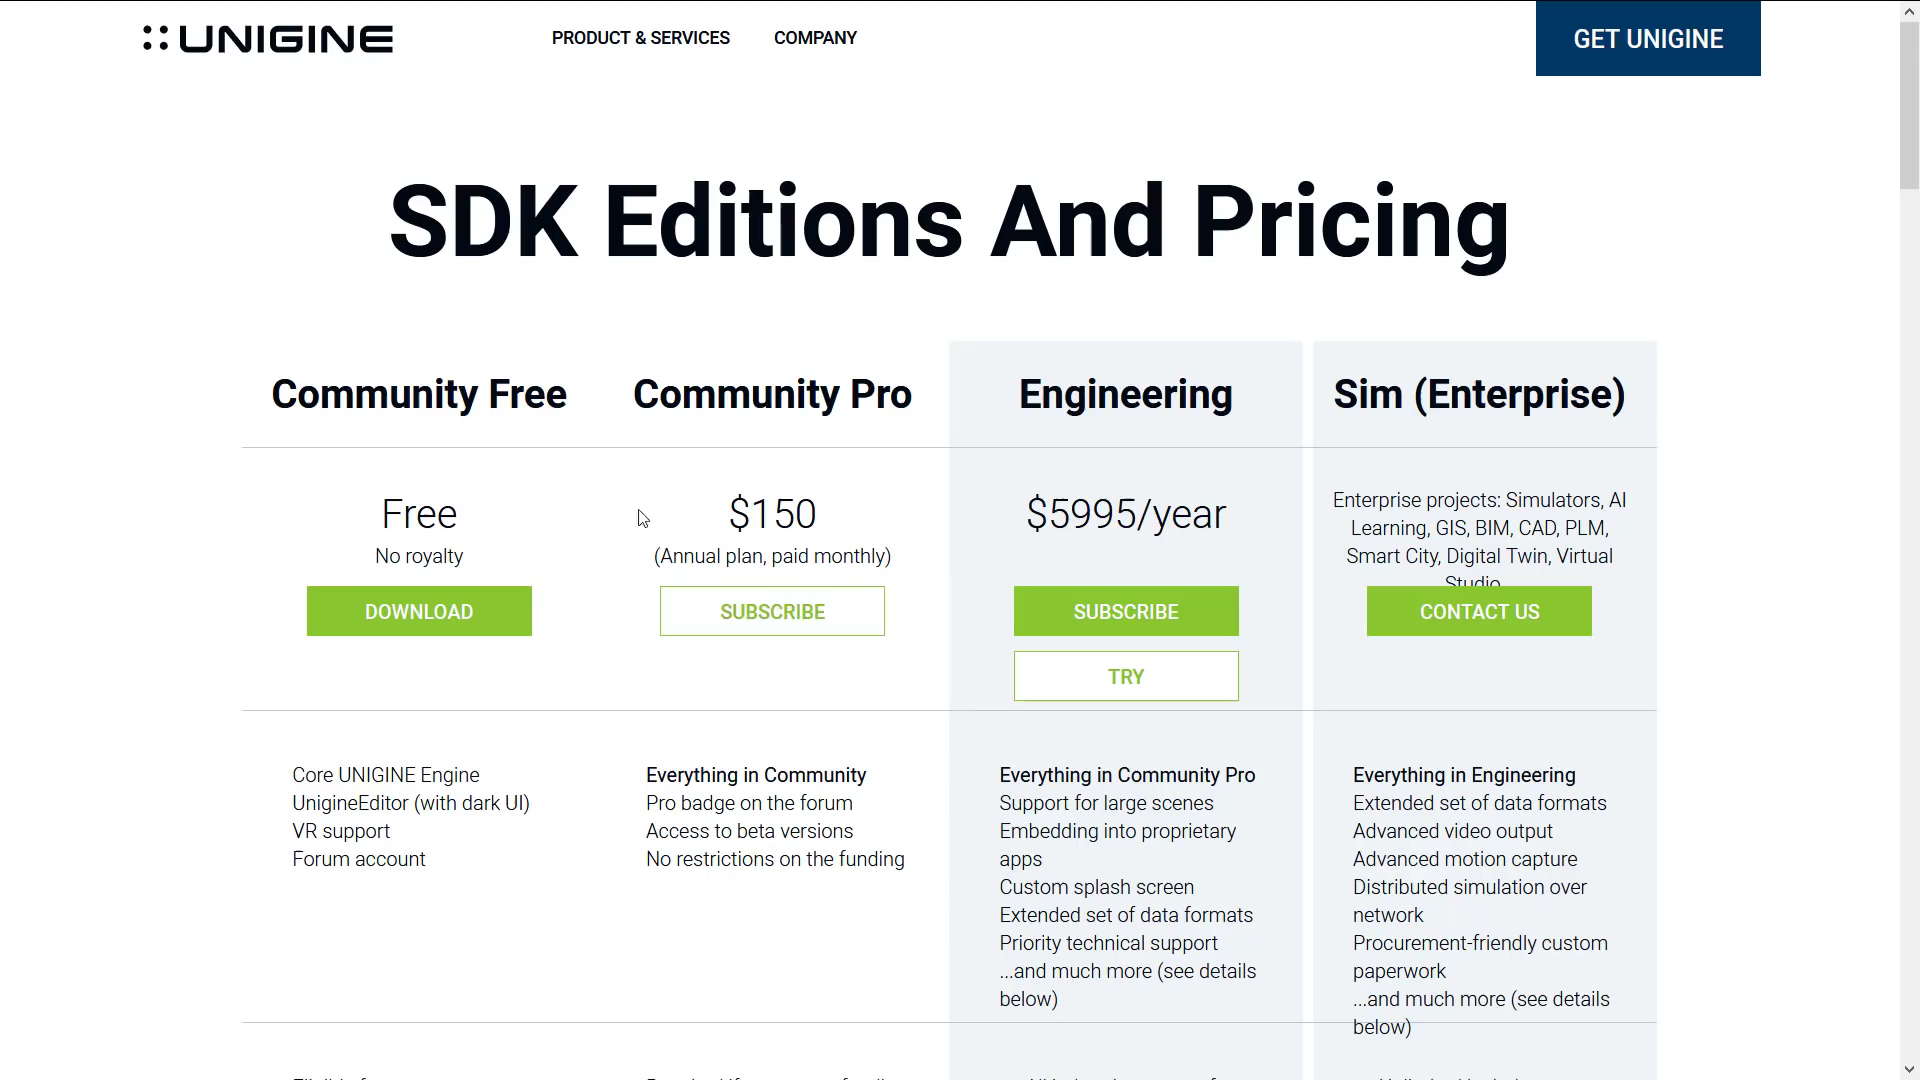 UNIGINE
PRODUCT & SERVICES
COMPANY
GET UNIGINE
SDK Editions And Pricing
Community Free
Community Pro
Engineering
Sim (Enterprise)
Free
No royalty
DOWNLOAD
$150
(Annual plan, paid monthly)
SUBSCRIBE
$5995/year
SUBSCRIBE
TRY
Enterprise projects: Simulators, AI
Learning, GIS, BIM, CAD, PLM,
Smart City, Digital Twin, Virtual
Studio
CONTACT US
Core UNIGINE Engine
UnigineEditor (with dark UI)
VR support
Forum account
Everything in Community
Pro badge on the forum
Access to beta versions
No restrictions on the funding
Everything in Community Pro
Support for large scenes
Embedding into proprietary
apps
Custom splash screen
Extended set of data formats
Priority technical support
...and much more (see details
below)
Everything in Engineering
Extended set of data formats
Advanced video output
Advanced motion capture
Distributed simulation over
network
Procurement-friendly custom
paperwork
...and much more (see details
below)